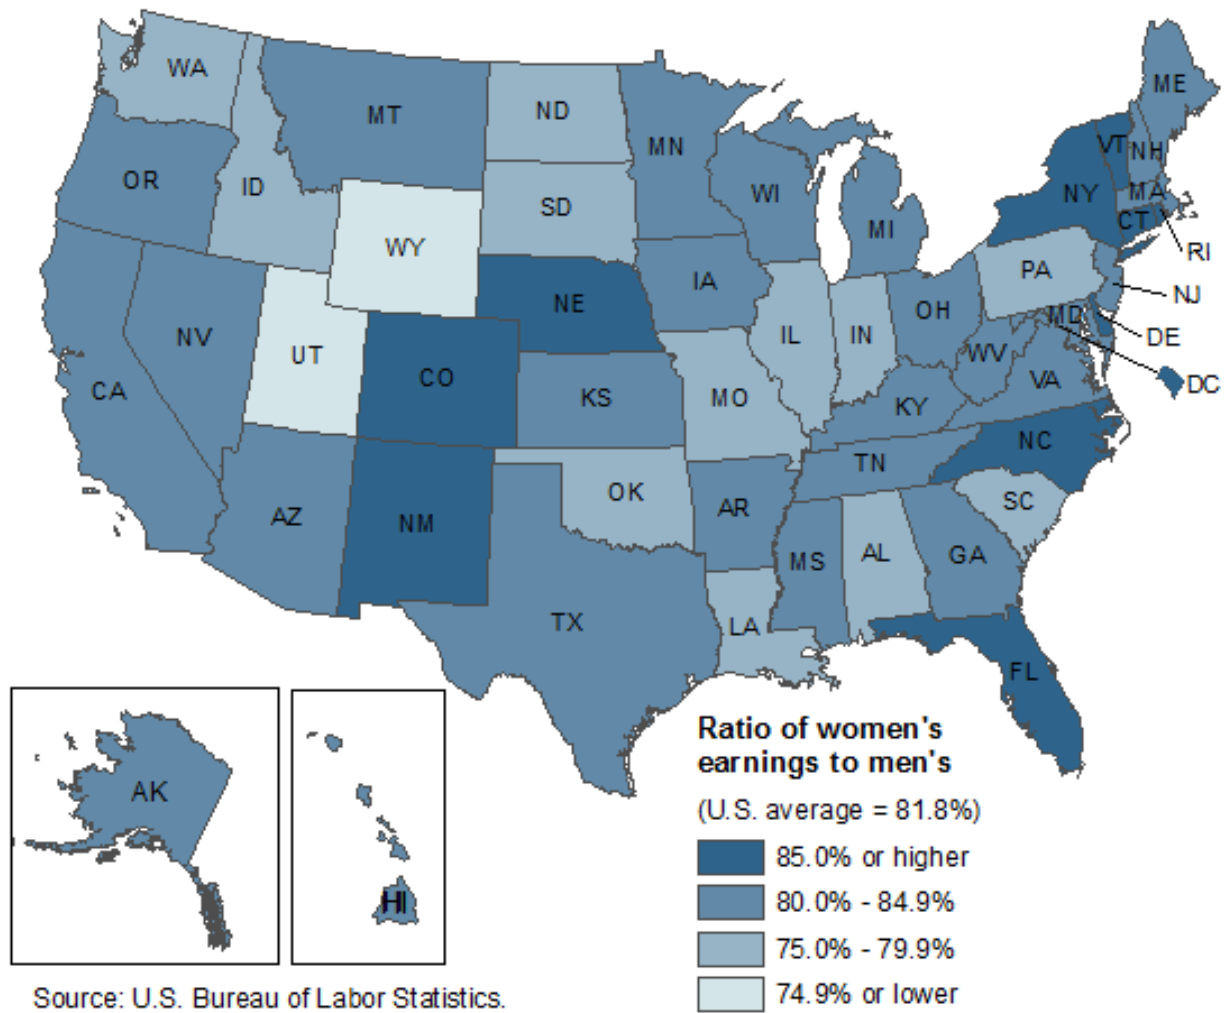 WA
MT
ND
ME
MN
VT
NH
OR
ID
WI
NY
MA
SD
CT
MI
WY
RI
PA
IA
NJ
NE
OH
MD
NV
IL
IN
DE
UT
WV
CO
VA
DC
CA
KS
MO
KY
NC
TN
OK
SC
AR
AZ
NM
AL
GA
MS
TX
LA
FL
AK
HI
Ratio of women's
earnings to men's
(U.S. average = 81.8%)
85.0% or higher
80.0% - 84.9%
75.0% - 79.9%
74.9% or lower
Source: U.S. Bureau of Labor Statistics.